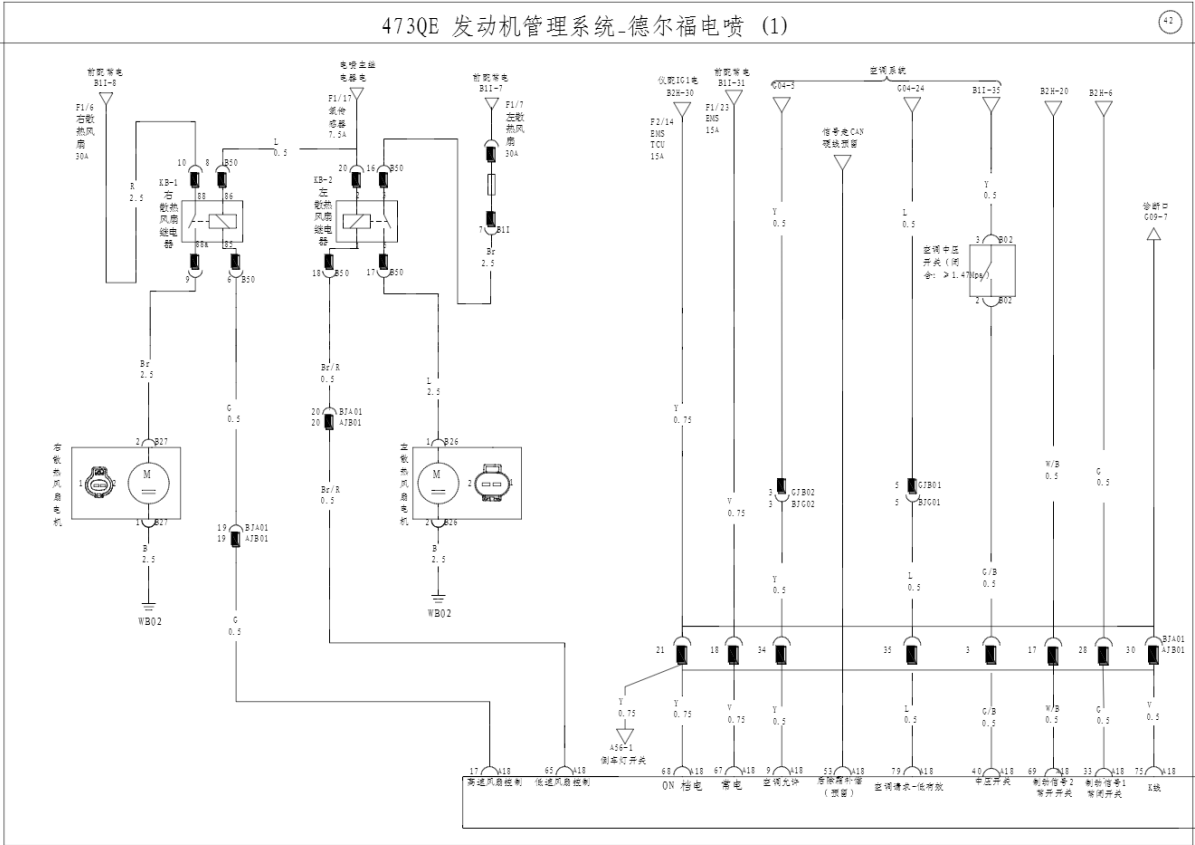 473QE 发动机管理系统-德尔福电喷 (1)
42
前配常电
B1I-8
F1/6
右散
热风
扇
30A
电喷主继
电器电
F1/17
氧传
感器
7.5A
前配常电
B1I-7
F1/7
左散
热风
扇
30A
仪配IG1电
B2H-30
F2/14
EMS
TCU
15A
前配常电
B1I-31
F1/23
EMS
15A
空调系统
G04-5
G04-24
B1I-35
信号走CAN
硬线预留
B2H-20
B2H-6
诊断口
G09-7
L
0.5
R
2.5
10
8
B50
KB-1
右
散热
风扇
继电
器
88
86
88A
85
9
6
B50
20
16
B50
KB-2
左
散热
风扇
继电
器
18
B50
17
B50
7
B1I
Br
2.5
Y
0.5
L
0.5
Y
0.5
3
B02
空调中压
开关（闭
合: ≥1.47Mpa）
2
B02
Br
2.5
G
0.5
Br/R
0.5
L
2.5
20
BJA01
20
AJB01
Y
0.75
右
散
热
风
扇
电
机
2
B27
M
1
2
1
B27
左
散
热
风
扇
电
机
1
B26
M
2
1
2
B26
Br/R
0.5
W/B
0.5
G
0.5
V
0.75
3
GJB02
3
BJG02
5
GJB01
5
BJG01
19
BJA01
19
AJB01
B
2.5
B
2.5
WB02
WB02
G
0.5
Y
0.5
L
0.5
G/B
0.5
21
18
34
35
3
17
28
30
BJA01
AJB01
Y
0.75
A56-1
倒车灯开关
Y
0.75
V
0.75
Y
0.5
L
0.5
G/B
0.5
W/B
0.5
G
0.5
V
0.5
17
A18
高速风扇控制
65
A18
低速风扇控制
68
A18
ON 档电
67
A18
常电
9
A18
空调允许
53
A18
后除霜补偿
(预留)
79
A18
空调请求-低有效
40
A18
中压开关
69
A18
制动信号2
常开开关
33
A18
制动信号1
常闭开关
75
A18
K线